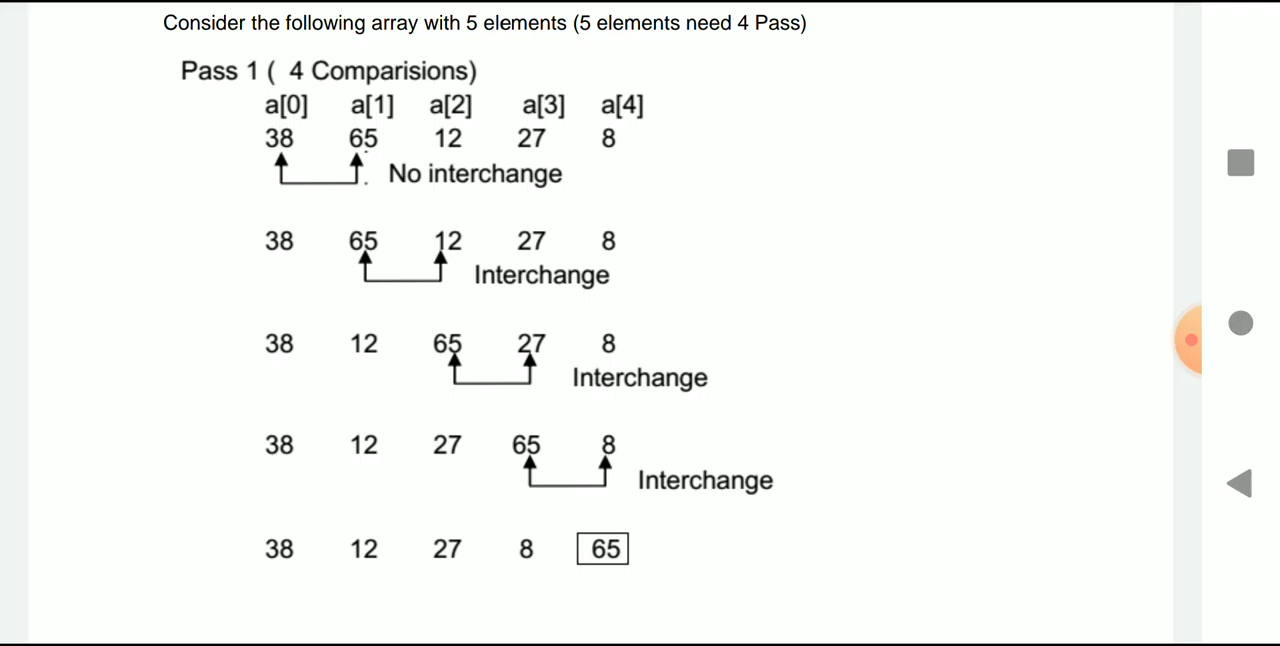 Consider the following array with 5 elements (5 elements need 4 Pass)
Pass 1 ( 4 Comparisions)
a[0] a[1] a[2] a[3] a[4]
38 65 12 27 8
No interchange
38 65 12 27 8
Interchange
38 12 65 27 8
Interchange
38 12 27 65 8
Interchange
38 12 27 8 65